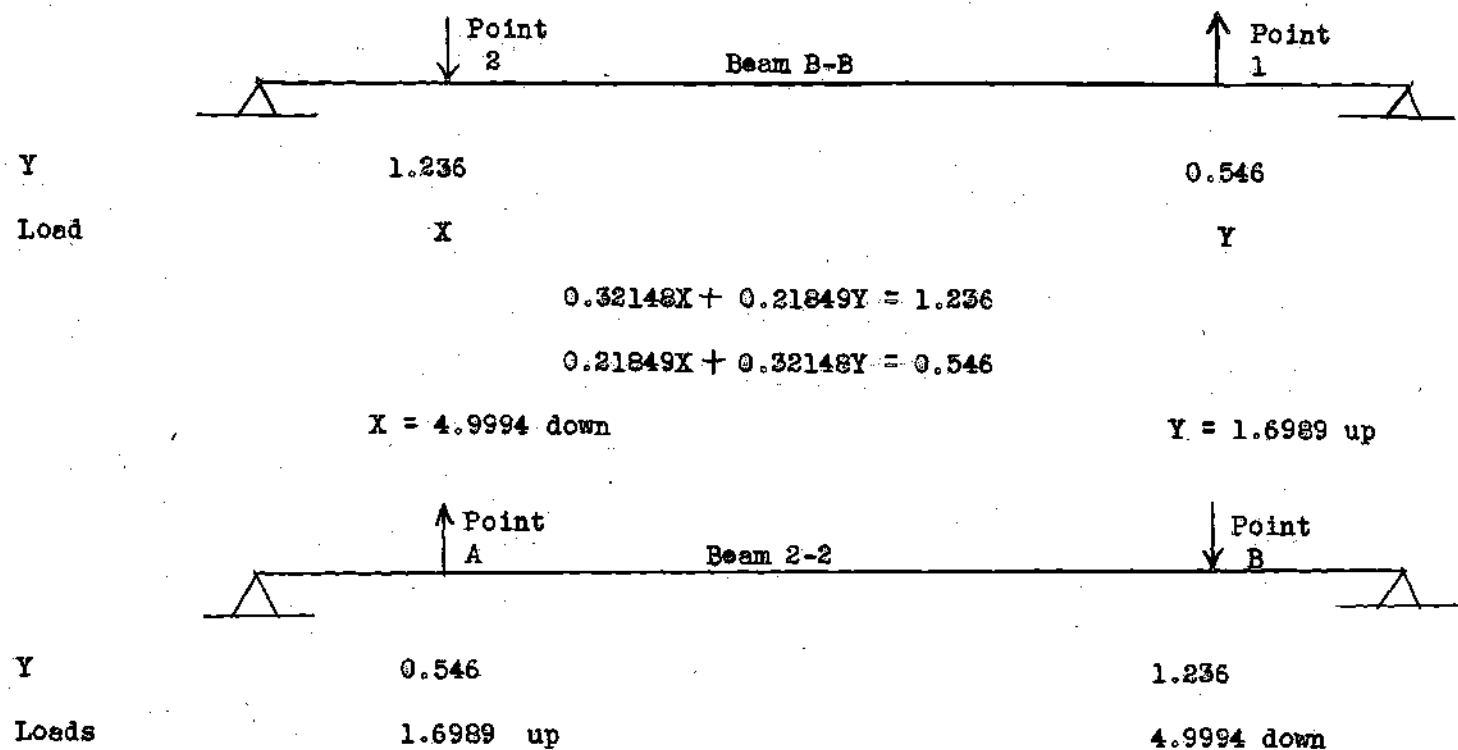 Point
2
Beam B-B
Point
1
Y 1.236 0.546
Load X Y
0.32148X + 0.21849Y = 1.236
0.21849X + 0.32148Y = 0.546
X = 4.9994 down Y = 1.6989 up
Point
A
Beam 2-2
Point
B
Y 0.546 1.236
Loads 1.6989 up 4.9994 down